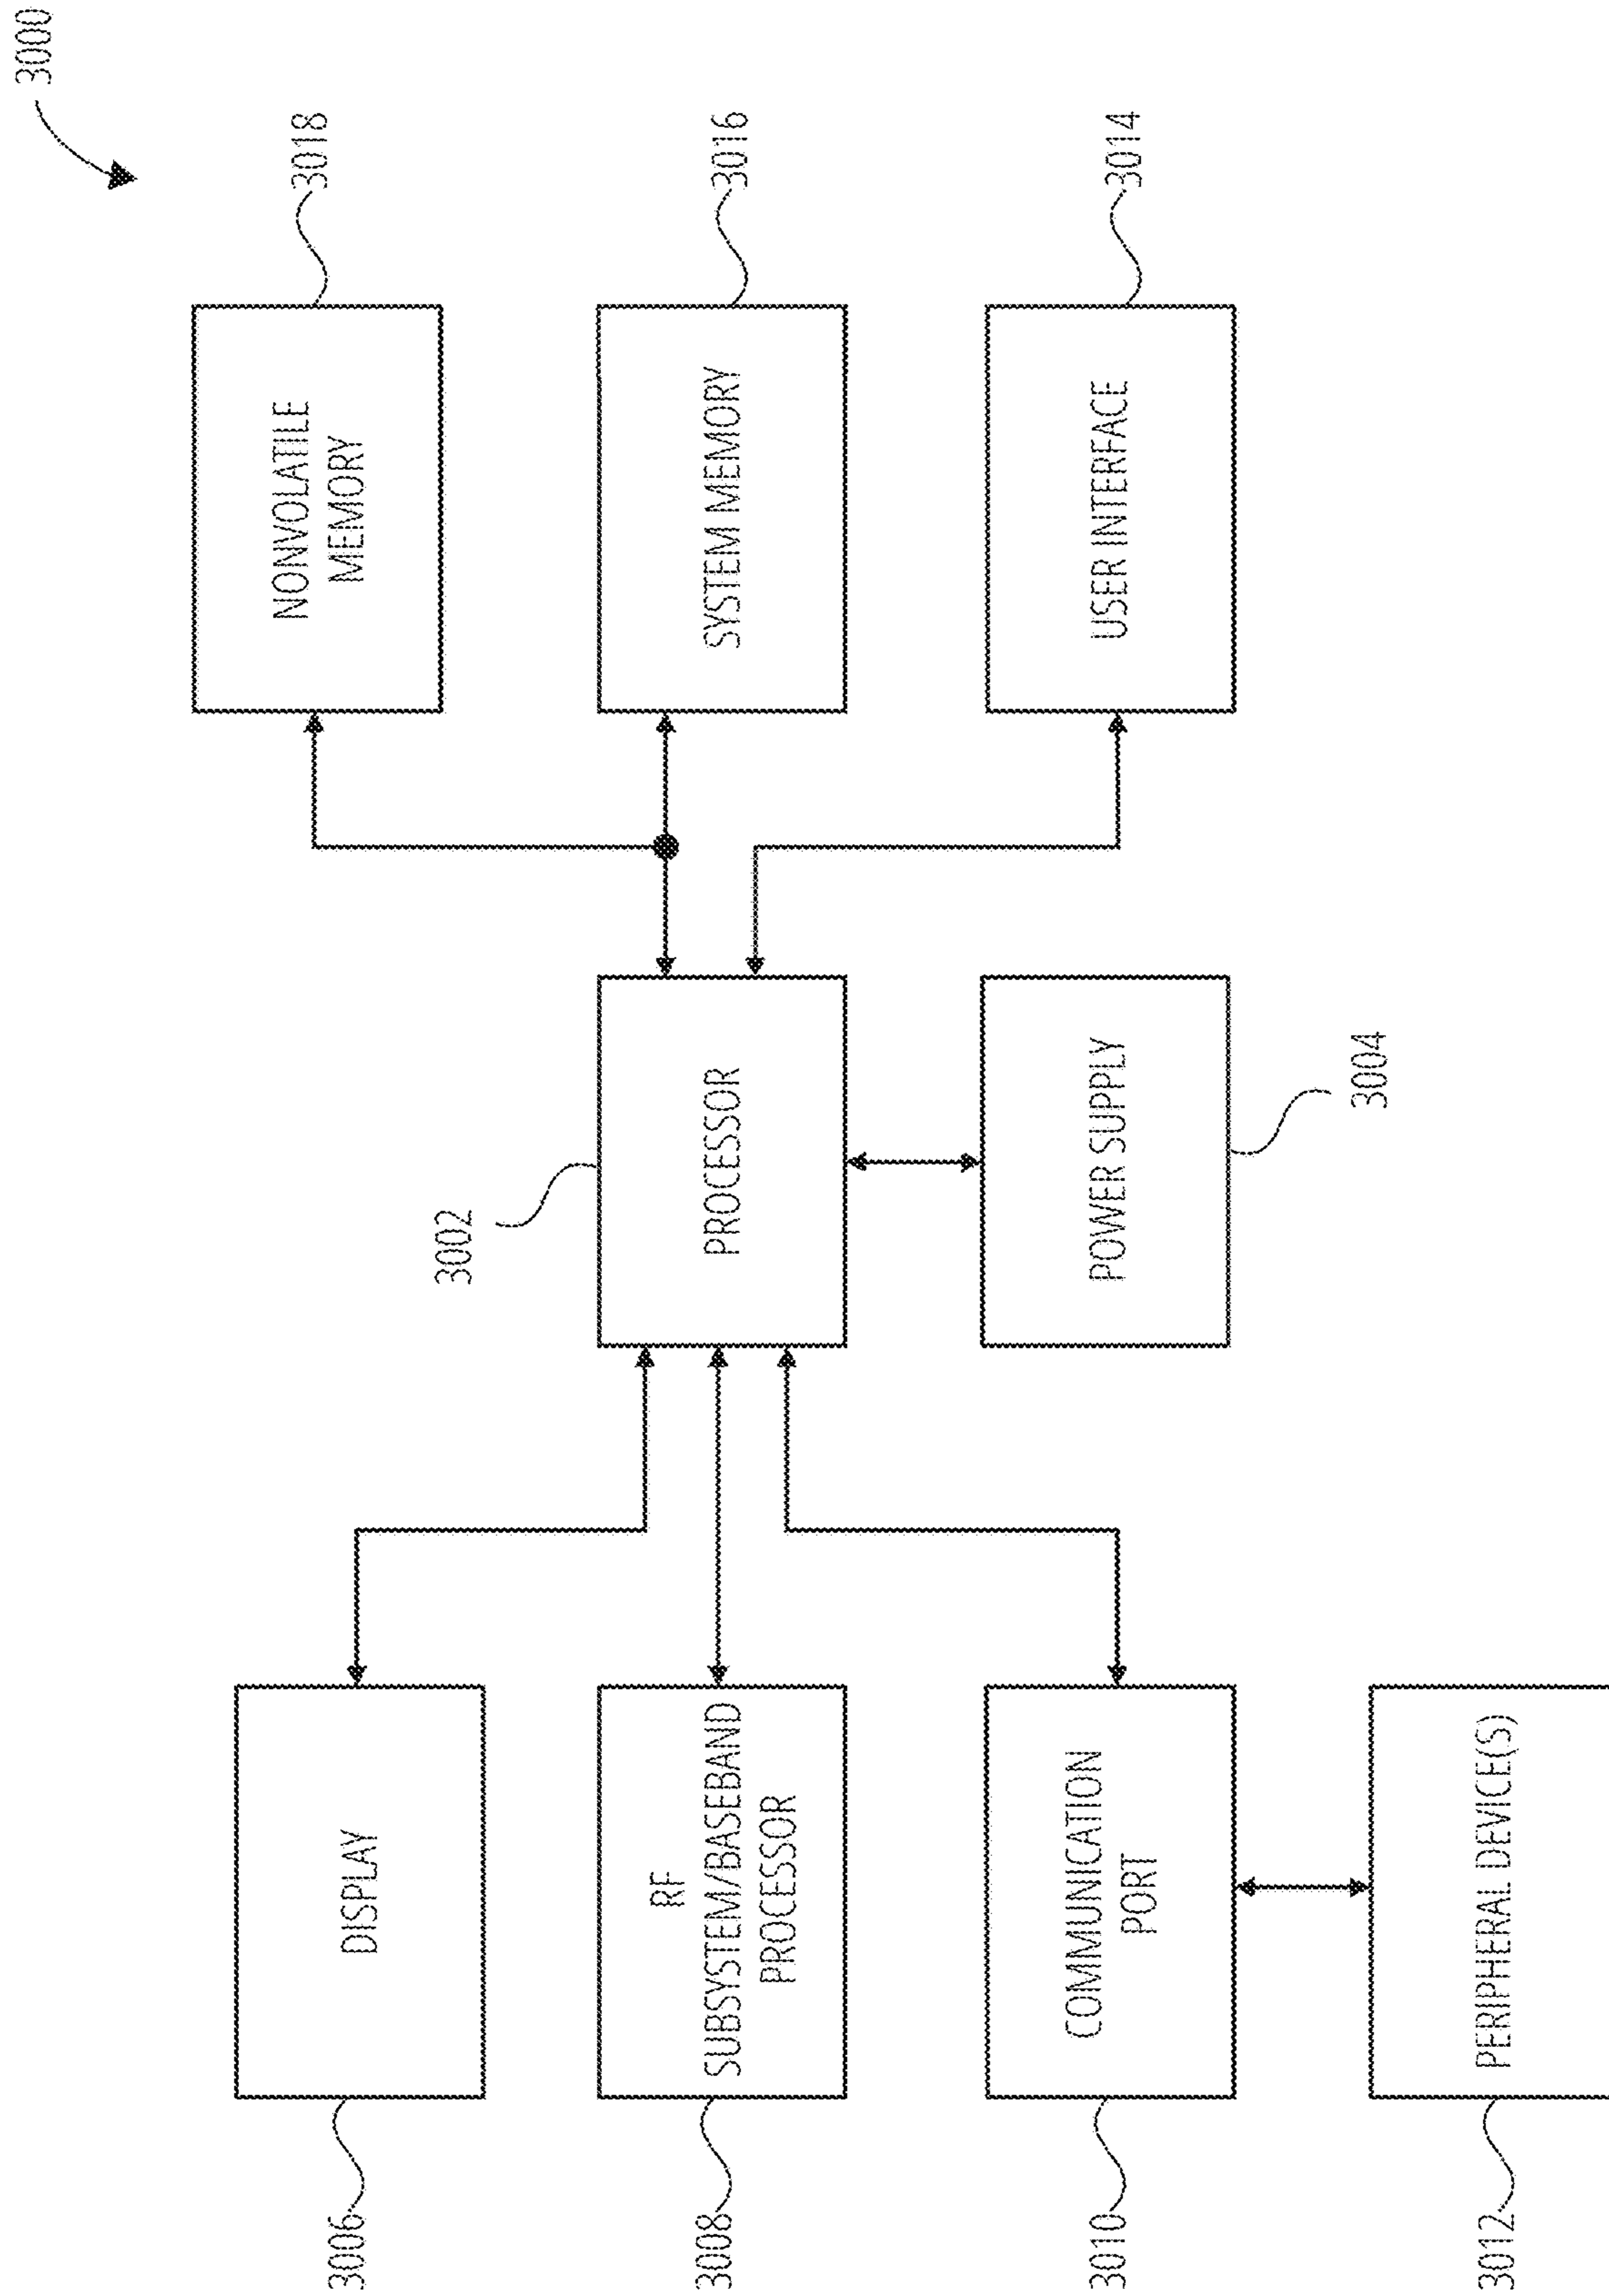 3000
3006
DISPLAY
3008
RF
SUBSYSTEM/BASEBAND
PROCESSOR
3010
COMMUNICATION
PORT
3012
PERIPHERAL DEVICE(S)
3002
PROCESSOR
POWER SUPPLY
3004
NONVOLATILE
MEMORY
3018
SYSTEM MEMORY
3016
USER INTERFACE
3014